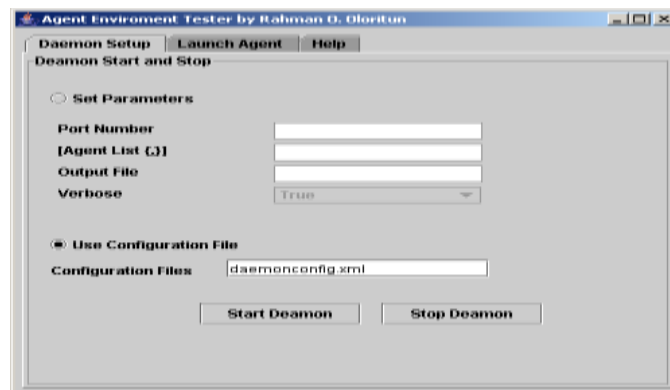 Agent Enviroment Tester by Rahman O. Oloritun
Daemon Setup Launch Agent Help
Deamon Start and Stop
Set Parameters
Port Number
[Agent List {,}]
Output File
Verbose True
Use Configuration File
Configuration Files daemonconfig.xml
Start Deamon Stop Deamon